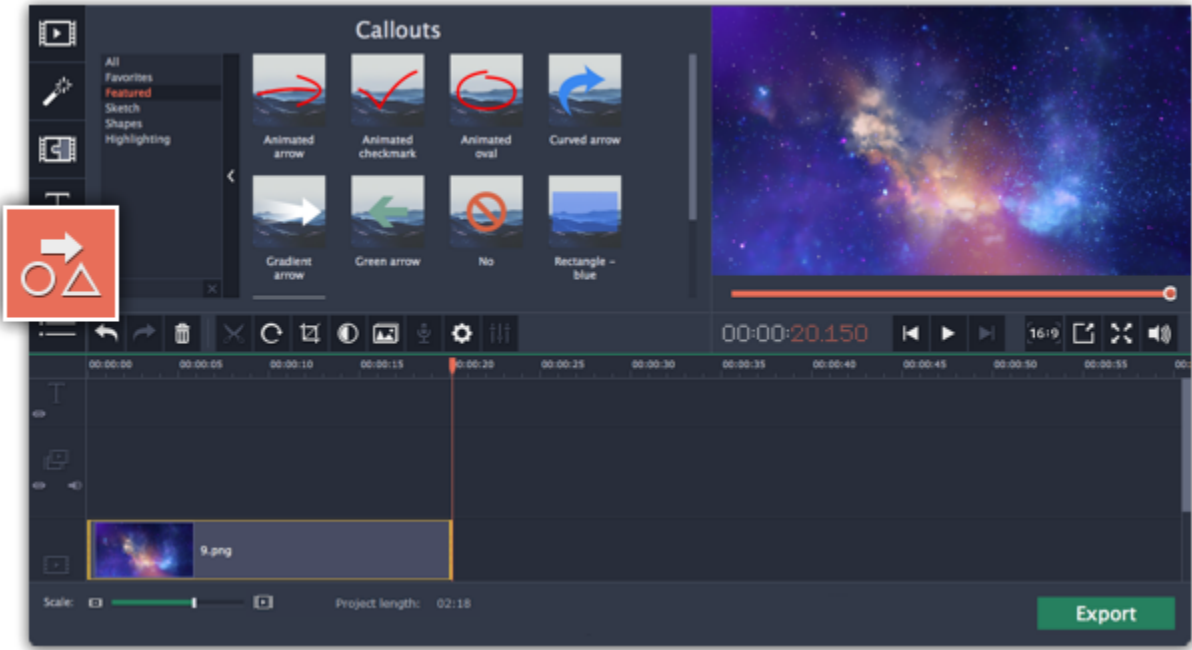 Callouts
All
Favorites
Featured
Sketch
Shapes
Highlighting
Animated
arrow
Animated
checkmark
Animated
oval
Curved arrow
Gradient
arrow
Green arrow
No
Rectangle –
blue
T
00:00:20.150
16:9
00:00:00 00:00:05 00:00:10 00:00:15 00:00:20 00:00:25 00:00:30 00:00:35 00:00:40 00:00:45 00:00:50 00:00:55 00:
T
9.png
Scale:
Project length: 02:18
Export